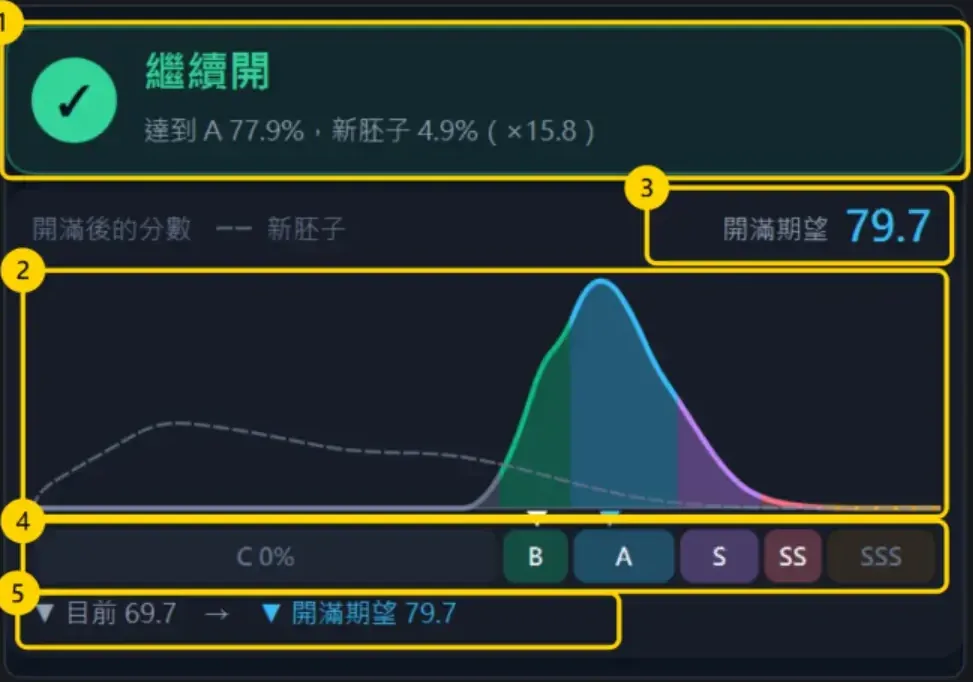 1
✓ 繼續開
達到 A 77.9%，新胚子 4.9%（×15.8）
3
開滿後的分數 -- 新胚子
開滿期望 79.7
2
4
C 0% B A S SS SSS
5
▼ 目前 69.7 → ▼ 開滿期望 79.7